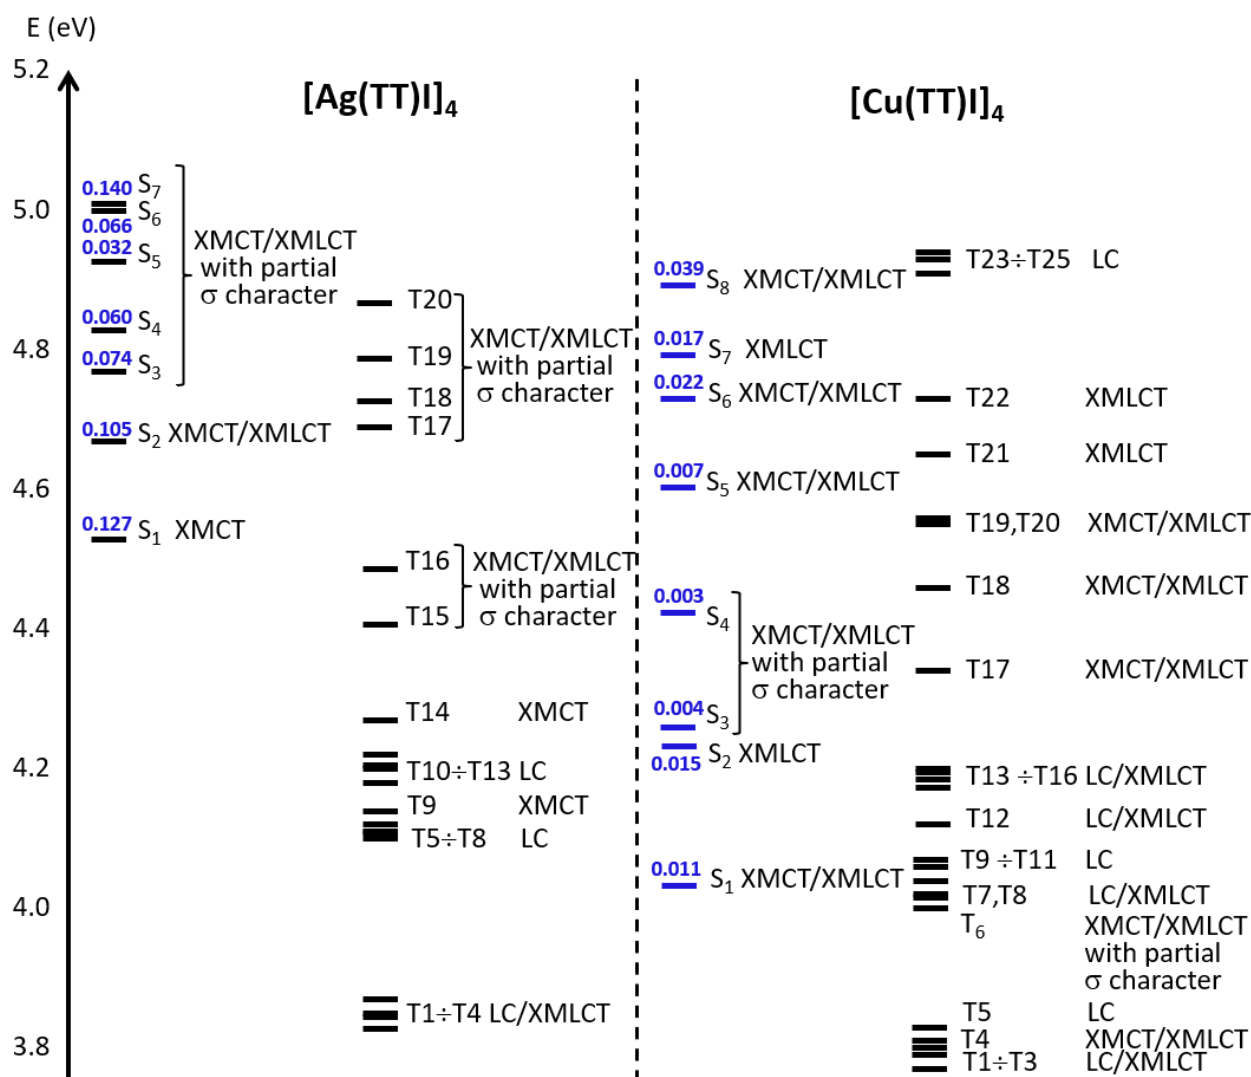 E (eV)
5.2
5.0
4.8
4.6
4.4
4.2
4.0
3.8
[Ag(TT)I]₄
0.140 S₇
S₆
0.066
0.032 S₅
0.060 S₄
0.074 S₃
XMCT/XMLCT
with partial
σ character
0.105 S₂ XMCT/XMLCT
0.127 S₁ XMCT
T20
T19
T18
T17
XMCT/XMLCT
with partial
σ character
T16
T15
XMCT/XMLCT
with partial
σ character
T14 XMCT
T10÷T13 LC
T9 XMCT
T5÷T8 LC
T1÷T4 LC/XMLCT
[Cu(TT)I]₄
0.039 S₈ XMCT/XMLCT
0.017 S₇ XMLCT
0.022 S₆ XMCT/XMLCT
0.007 S₅ XMCT/XMLCT
0.003 S₄
0.004 S₃
XMCT/XMLCT
with partial
σ character
S₂ XMLCT
0.015
0.011 S₁ XMCT/XMLCT
T23÷T25 LC
T22 XMLCT
T21 XMLCT
T19,T20 XMCT/XMLCT
T18 XMCT/XMLCT
T17 XMCT/XMLCT
T13 ÷T16 LC/XMLCT
T12 LC/XMLCT
T9 ÷T11 LC
T7,T8 LC/XMLCT
T₆ XMCT/XMLCT
with partial
σ character
T5 LC
T4 XMCT/XMLCT
T1÷T3 LC/XMLCT